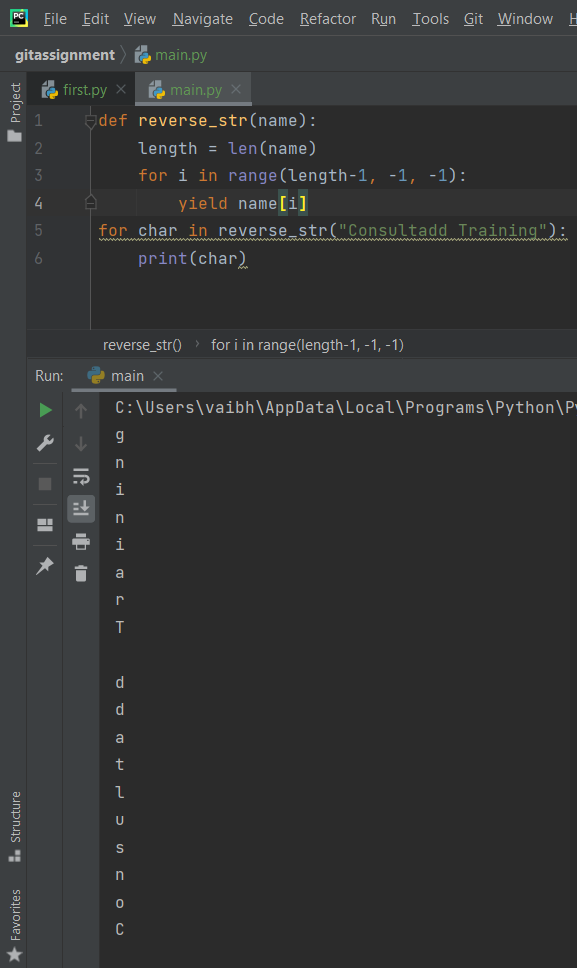 PC File Edit View Navigate Code Refactor Run Tools Git Window H
gitassignment main.py
Project
first.py main.py
1 def reverse_str(name):
2 length = len(name)
3 for i in range(length-1, -1, -1):
4 yield name[i]
5 for char in reverse_str("Consultadd Training"):
6 print(char)
reverse_str() for i in range(length-1, -1, -1)
Run: main
C:\Users\vaibh\AppData\Local\Programs\Python\Py
g
n
i
n
i
a
r
T
d
d
a
t
l
u
s
n
o
C
Structure
Favorites